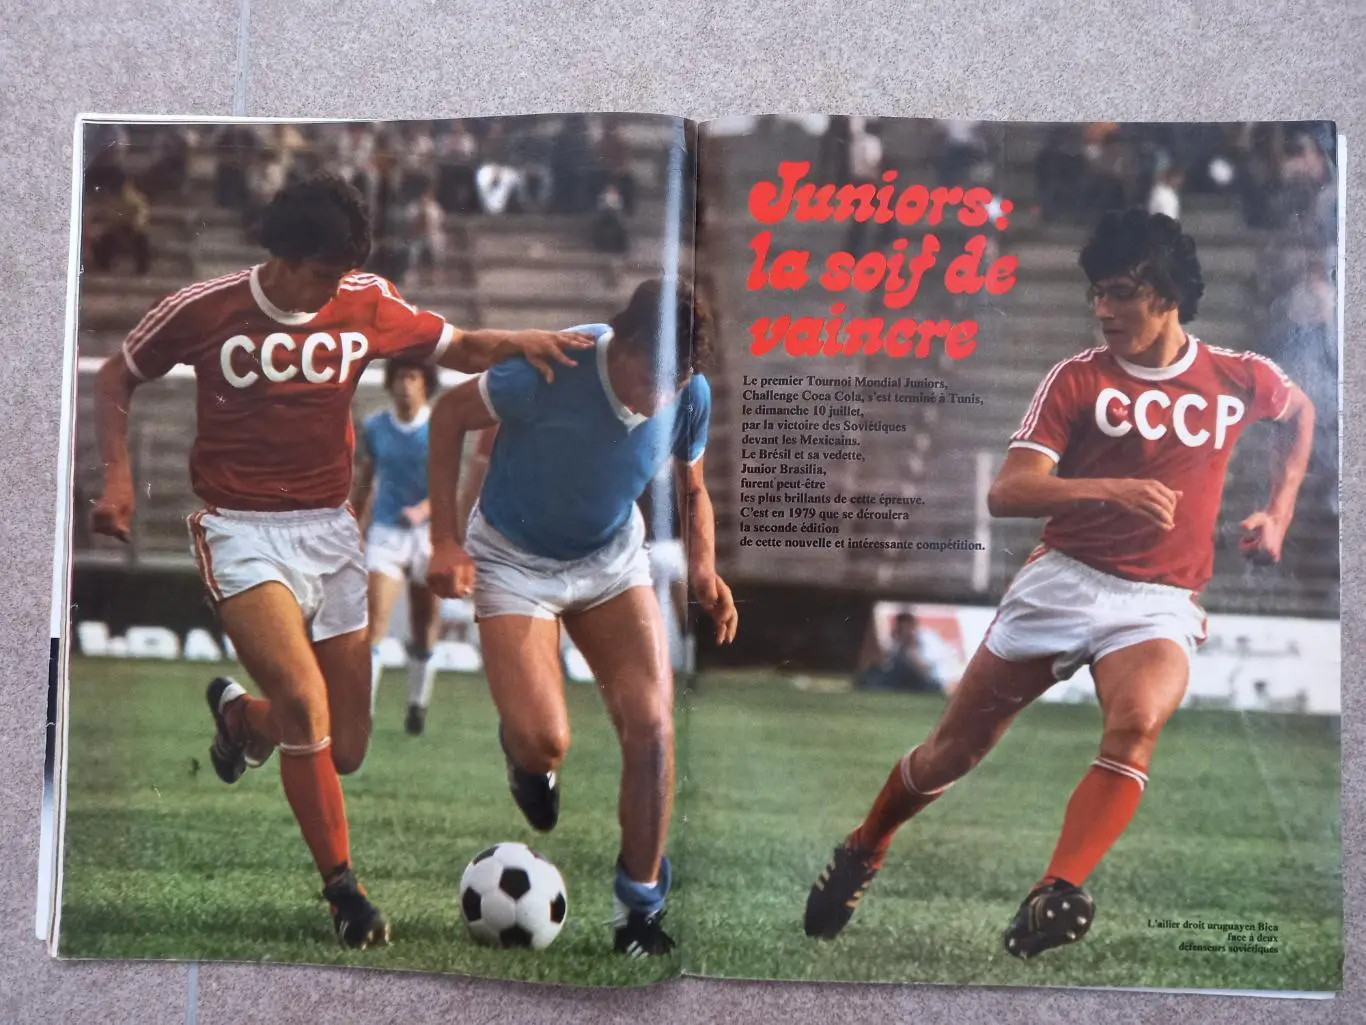 Juniors:
la soif de
vaincre
Le premier Tournoi Mondial Juniors,
Challenge Coca Cola, s'est terminé à Tunis,
le dimanche 10 juillet,
par la victoire des Soviétiques
devant les Mexicains.
Le Brésil et sa vedette,
Junior Brasilia,
furent peut-être
les plus brillants de cette épreuve.
C'est en 1979 que se déroulera
la seconde édition
de cette nouvelle et intéressante compétition.
CCCP
CCCP
L'ailier droit uruguayen Bica
face à deux
défenseurs soviétiques